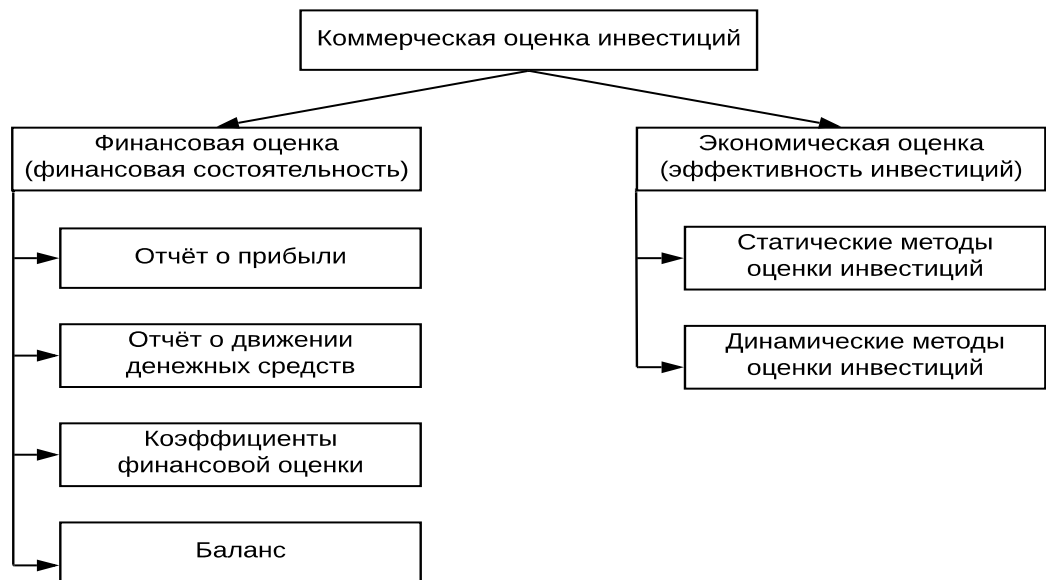 Коммерческая оценка инвестиций
Финансовая оценка
(финансовая состоятельность)
Отчёт о прибыли
Отчёт о движении
денежных средств
Коэффициенты
финансовой оценки
Баланс
Экономическая оценка
(эффективность инвестиций)
Статические методы
оценки инвестиций
Динамические методы
оценки инвестиций